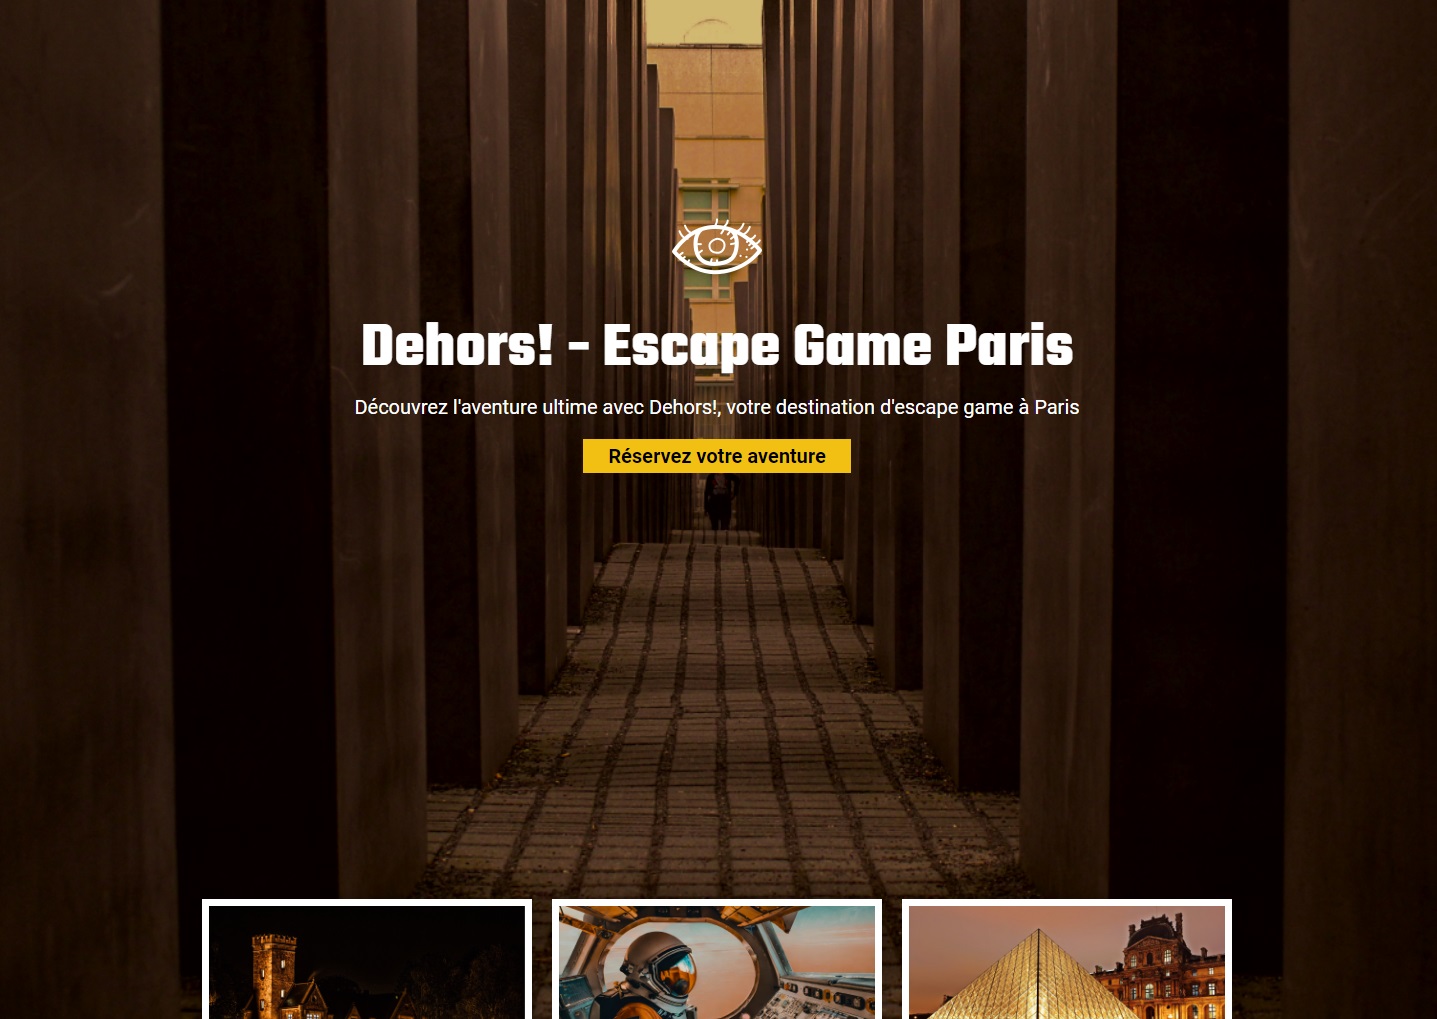 Dehors! - Escape Game Paris
Découvrez l'aventure ultime avec Dehors!, votre destination d'escape game à Paris
Réservez votre aventure